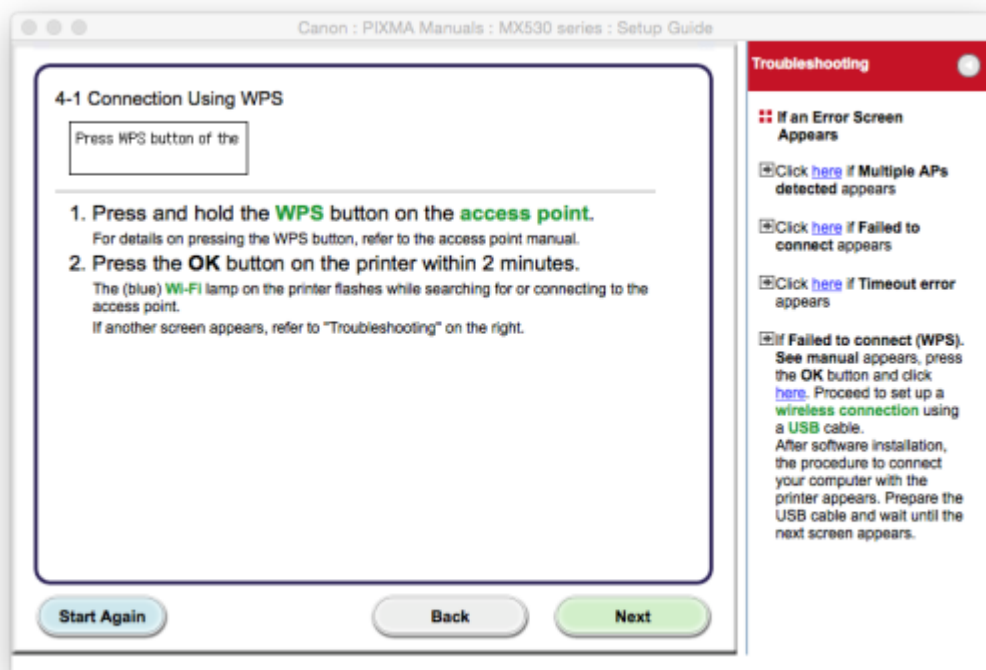 Canon : PIXMA Manuals : MX530 series : Setup Guide
4-1 Connection Using WPS
Press WPS button of the
1. Press and hold the WPS button on the access point.
For details on pressing the WPS button, refer to the access point manual.
2. Press the OK button on the printer within 2 minutes.
The (blue) Wi-Fi lamp on the printer flashes while searching for or connecting to the
access point.
If another screen appears, refer to "Troubleshooting" on the right.
Start Again
Back
Next
Troubleshooting
If an Error Screen
Appears
Click here if Multiple APs
detected appears
Click here if Failed to
connect appears
Click here if Timeout error
appears
If Failed to connect (WPS).
See manual appears, press
the OK button and click
here. Proceed to set up a
wireless connection using
a USB cable.
After software installation,
the procedure to connect
your computer with the
printer appears. Prepare the
USB cable and wait until the
next screen appears.